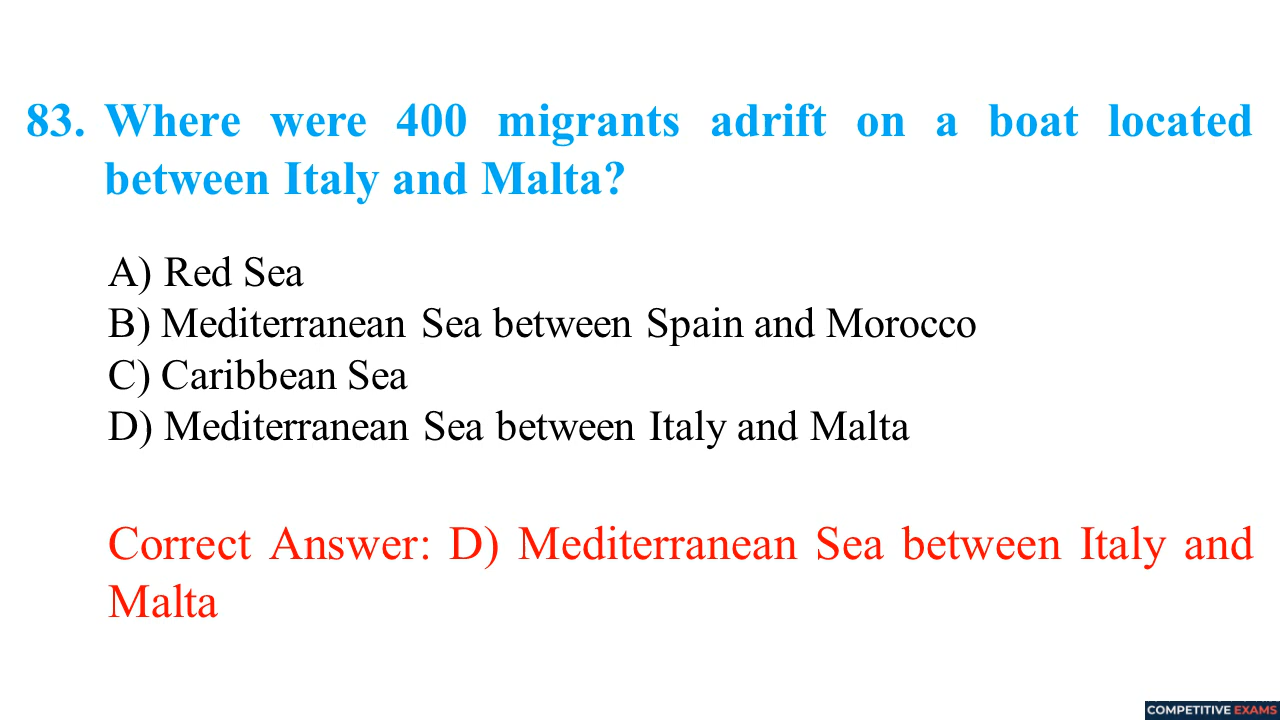 83. Where were 400 migrants adrift on a boat located
between Italy and Malta?
A) Red Sea
B) Mediterranean Sea between Spain and Morocco
C) Caribbean Sea
D) Mediterranean Sea between Italy and Malta
Correct Answer: D) Mediterranean Sea between Italy and
Malta
COMPETITIVE EXAMS